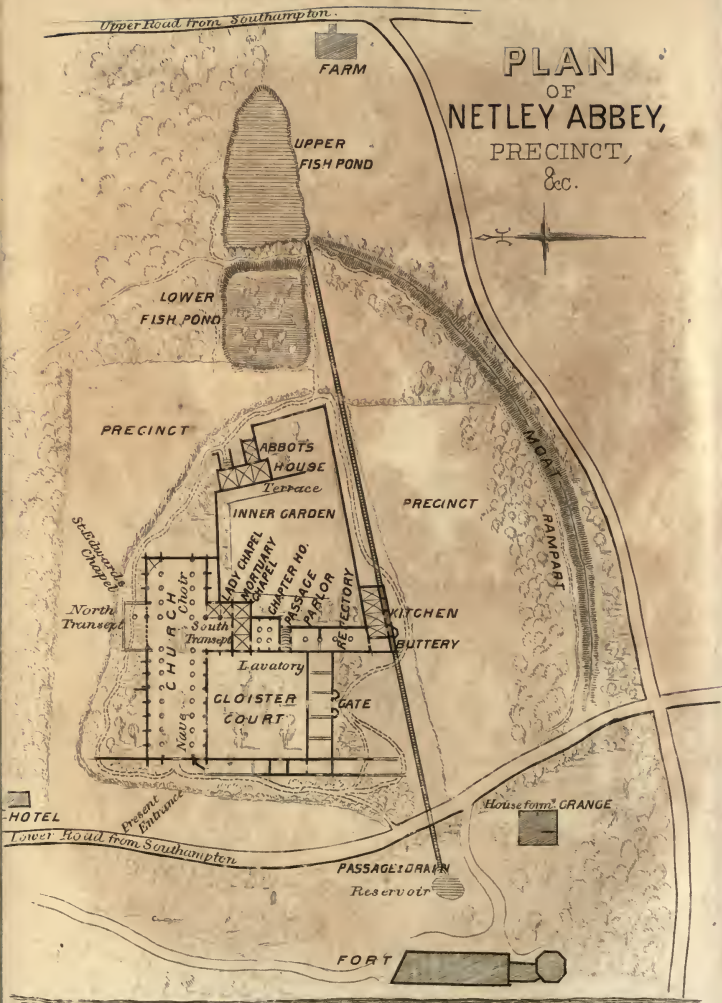 Upper Road from Southampton.
FARM
PLAN
OF
NETLEY ABBEY,
PRECINCT,
&c.
UPPER
FISH POND
LOWER
FISH POND
PRECINCT
ABBOTS
HOUSE
Terrace
INNER GARDEN
PRECINCT
MOAT
RAMPART
St. Edwards
Chapel
North
Transept
CHURCH
Choir
Nave
South
Transept
LADY CHAPEL
MORTUARY
CHAPEL
CHAPTER HO.
PASSAGE
PARLOR
REFECTORY
KITCHEN
BUTTERY
Lavatory
CLOISTER
COURT
GATE
HOTEL
Present
Entrance
Lower Road from Southampton
House formy. GRANGE
PASSAGE & DRAIN
Reservoir
FORT